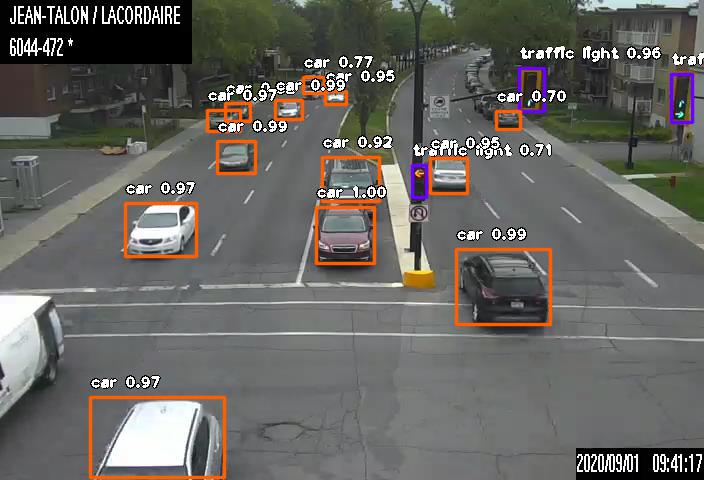 JEAN-TALON / LACORDAIRE
6044-472 *
car 0.77
car 0.95
car 0.99
car 0.97
car 0.99
car 0.92
car 1.00
car 0.97
traffic light 0.96
traf
car 0.70
car 0.95
traffic light 0.71
car 0.99
car 0.97
2020/09/01 09:41:17